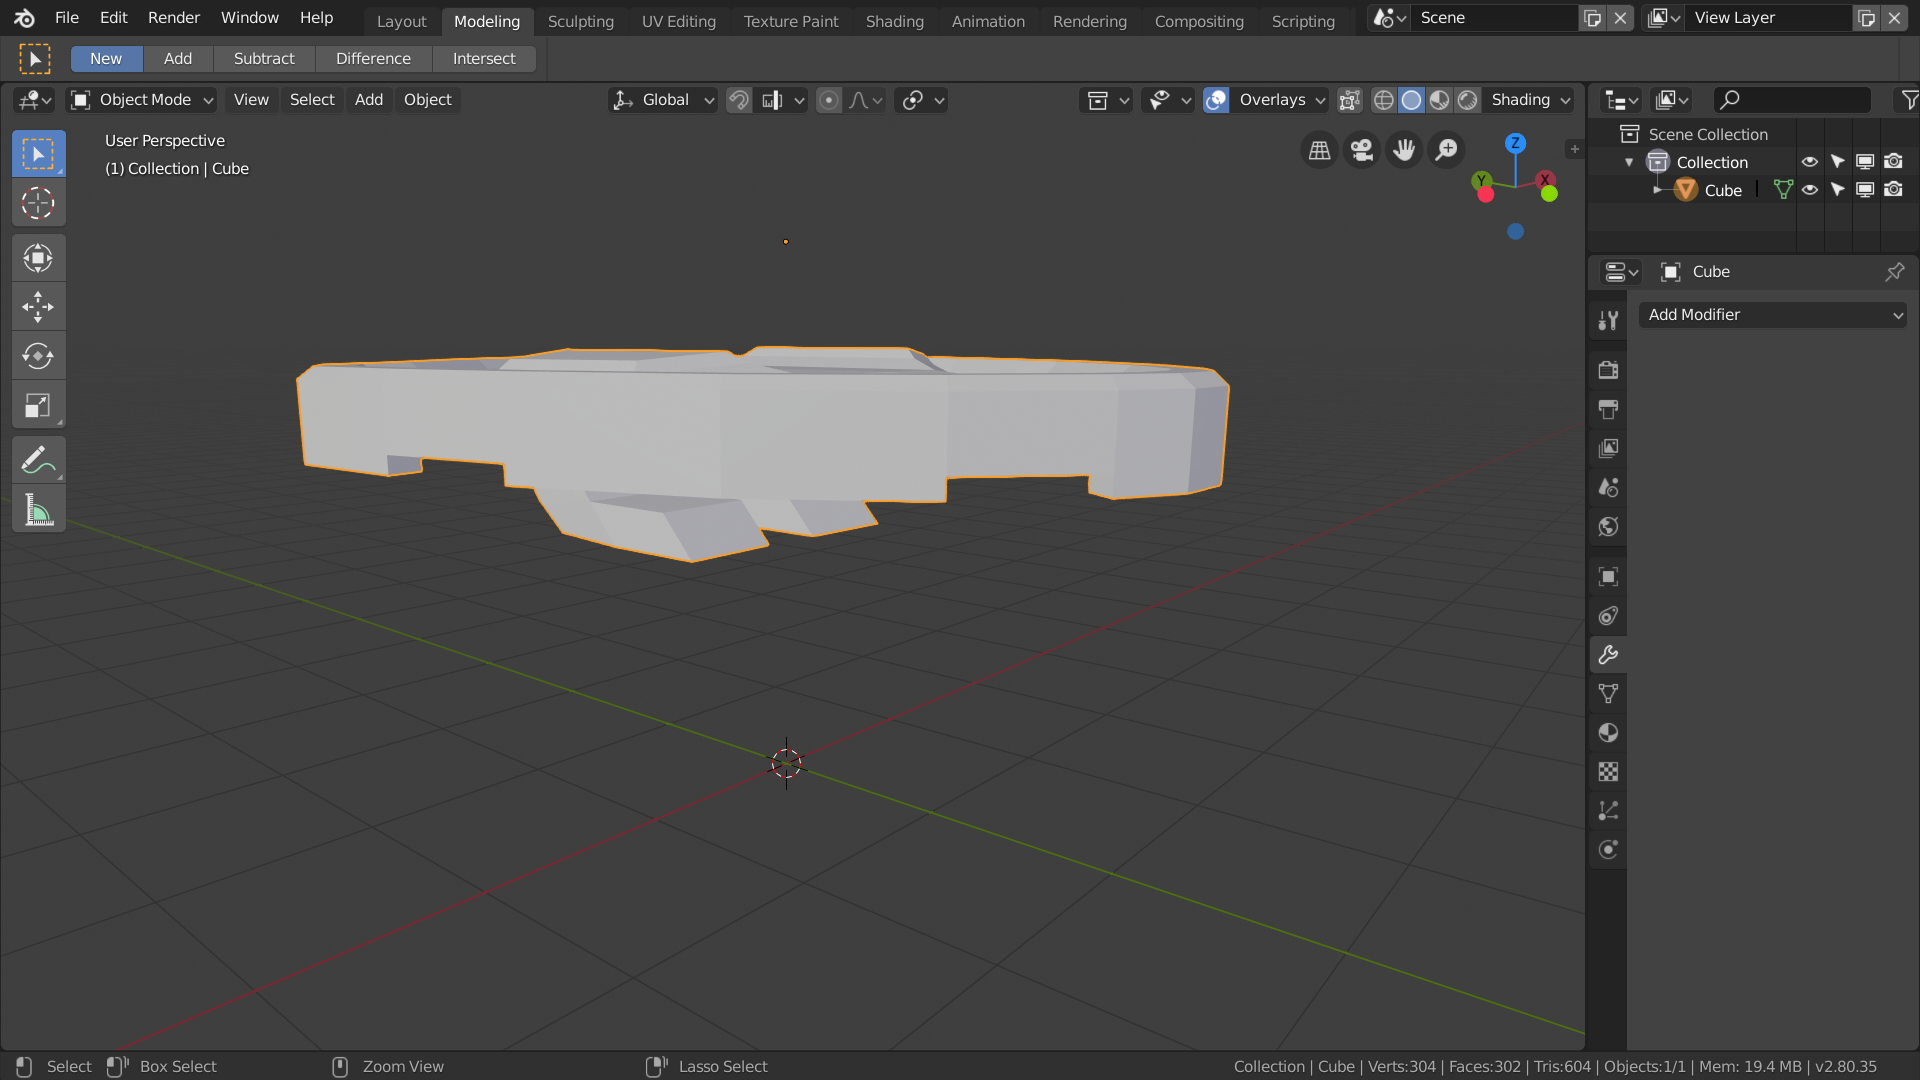 File Edit Render Window Help Layout Modeling Sculpting UV Editing Texture Paint Shading Animation Rendering Compositing Scripting Scene View Layer
New Add Subtract Difference Intersect
Object Mode View Select Add Object Global Overlays Shading
User Perspective
(1) Collection | Cube
Z
Y
X
Scene Collection
Collection
Cube
Cube
Add Modifier
Select Box Select Zoom View Lasso Select Collection | Cube | Verts:304 | Faces:302 | Tris:604 | Objects:1/1 | Mem: 19.4 MB | v2.80.35